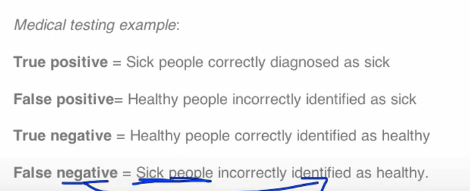 Medical testing example:
True positive = Sick people correctly diagnosed as sick
False positive= Healthy people incorrectly identified as sick
True negative = Healthy people correctly identified as healthy
False negative = Sick people incorrectly identified as healthy.